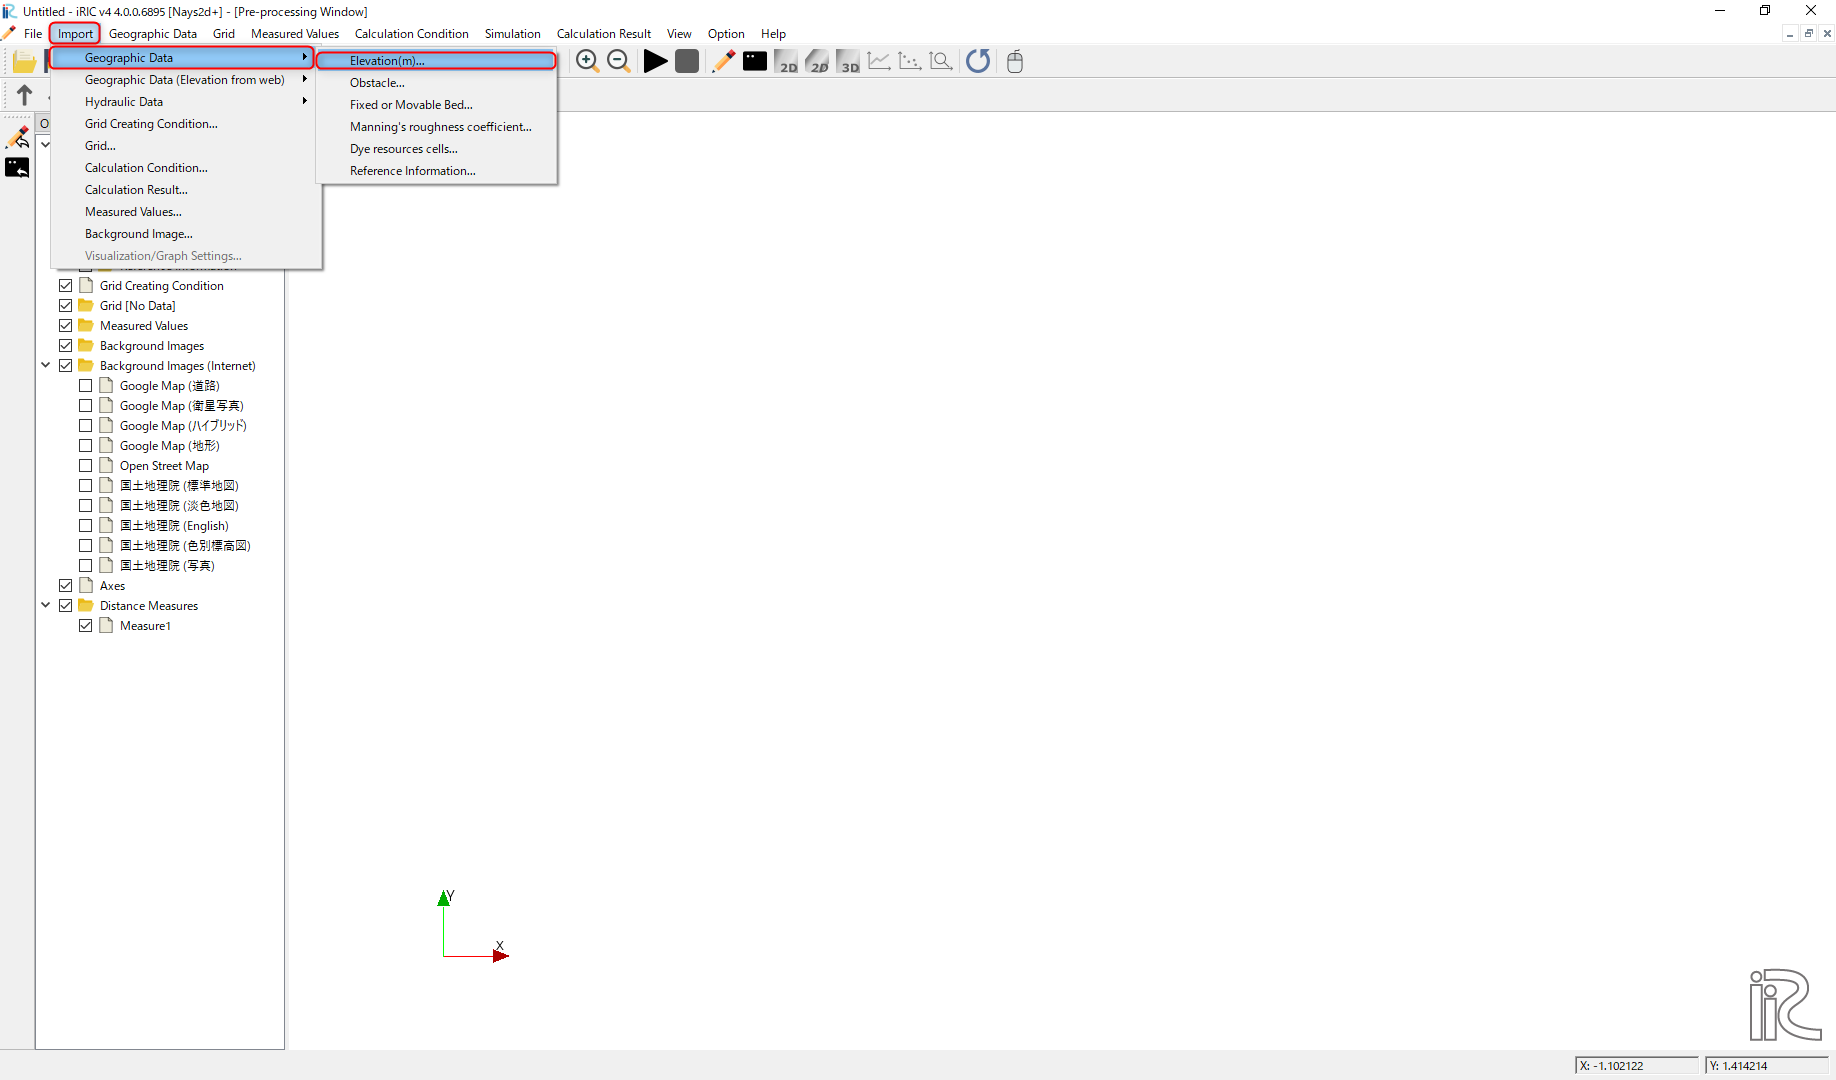 Untitled - iRIC v4 4.0.0.6895 [Nays2d+] - [Pre-processing Window]
File Import Geographic Data Grid Measured Values Calculation Condition Simulation Calculation Result View Option Help
Geographic Data
Geographic Data (Elevation from web)
Hydraulic Data
Grid Creating Condition...
Grid...
Calculation Condition...
Calculation Result...
Measured Values...
Background Image...
Visualization/Graph Settings...
Elevation(m)...
Obstacle...
Fixed or Movable Bed...
Manning's roughness coefficient...
Dye resources cells...
Reference Information...
2D 2D 3D
Grid Creating Condition
Grid [No Data]
Measured Values
Background Images
Background Images (Internet)
Google Map (道路)
Google Map (衛星写真)
Google Map (ハイブリッド)
Google Map (地形)
Open Street Map
国土地理院 (標準地図)
国土地理院 (淡色地図)
国土地理院 (English)
国土地理院 (色別標高図)
国土地理院 (写真)
Axes
Distance Measures
Measure1
Y
X
iRIC
X: -1.102122
Y: 1.414214